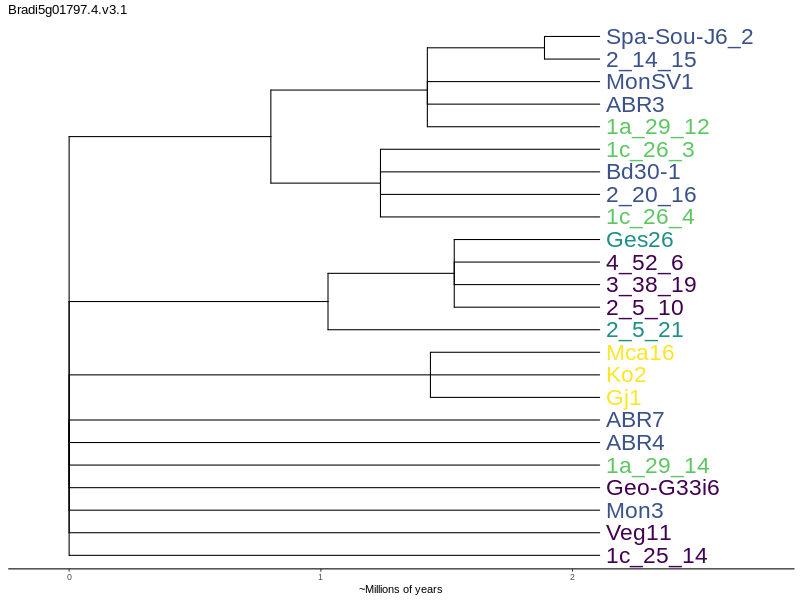 Bradi5g01797.4.v3.1
Spa-Sou-J6_2
2_14_15
MonSV1
ABR3
1a_29_12
1c_26_3
Bd30-1
2_20_16
1c_26_4
Ges26
4_52_6
3_38_19
2_5_10
2_5_21
Mca16
Ko2
Gj1
ABR7
ABR4
1a_29_14
Geo-G33i6
Mon3
Veg11
1c_25_14
0 1 2
~Millions of years